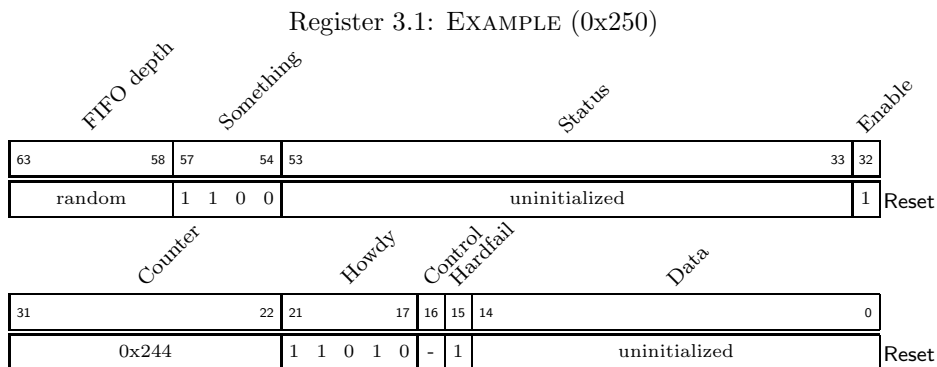 Register 3.1: EXAMPLE (0x250)
FIFO depth Something Status Enable
63 58 57 54 53 33 32
random 1 1 0 0 uninitialized 1 Reset
Counter Howdy Control Hardfail Data
31 22 21 17 16 15 14 0
0x244 1 1 0 1 0 - 1 uninitialized Reset